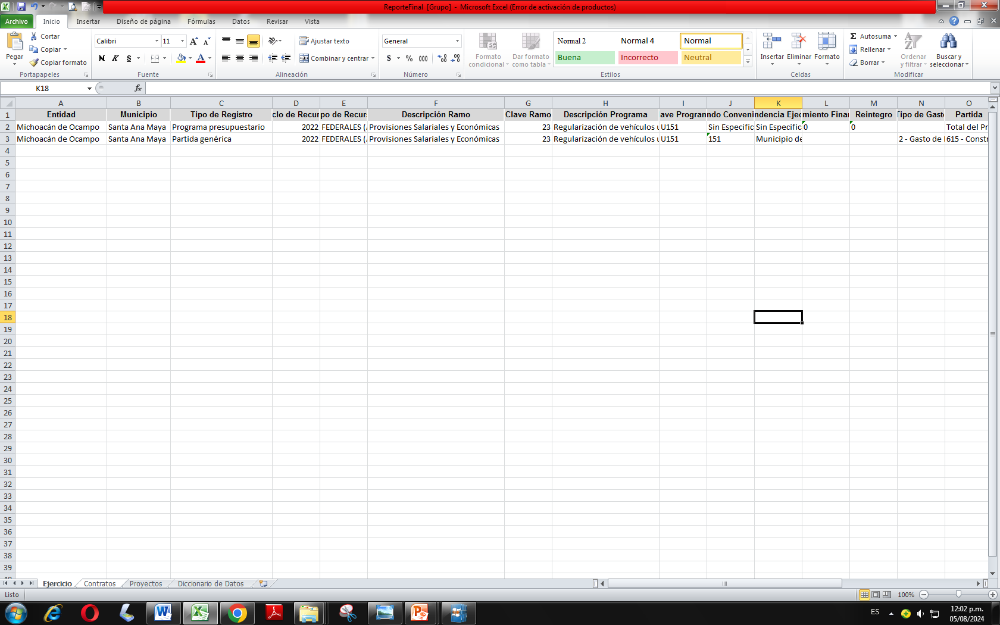 ReporteFinal [Grupo] - Microsoft Excel (Error de activación de productos)
Archivo Inicio Insertar Diseño de página Fórmulas Datos Revisar Vista
Pegar Cortar Copiar Copiar formato
Portapapeles
Calibri 11 N K S
Fuente
Ajustar texto
Combinar y centrar
Alineación
General
$ % 000
Número
Formato condicional Dar formato como tabla
Normal 2 Normal 4 Normal
Buena Incorrecto Neutral
Estilos
Insertar Eliminar Formato
Celdas
Σ Autosuma Rellenar Borrar
Ordenar y filtrar Buscar y seleccionar
Modificar
K18 fx
A B C D E F G H I J K L M N O
1 Entidad Municipio Tipo de Registro clo de Recur po de Recur Descripción Ramo Clave Ramo Descripción Programa ave Program ndo Conveni ndencia Ejec miento Finan Reintegro Tipo de Gasto Partida
2 Michoacán de Ocampo Santa Ana Maya Programa presupuestario 2022 FEDERALES (A Provisiones Salariales y Económicas 23 Regularización de vehículos u U151 Sin Especific Sin Especific 0 0 Total del Pr
3 Michoacán de Ocampo Santa Ana Maya Partida genérica 2022 FEDERALES (A Provisiones Salariales y Económicas 23 Regularización de vehículos u U151 151 Municipio de 2 - Gasto de 615 - Constr
4
5
6
7
8
9
10
11
12
13
14
15
16
17
18
19
20
21
22
23
24
25
26
27
28
29
30
31
32
33
34
35
36
37
38
39
Ejercicio Contratos Proyectos Diccionario de Datos
Listo 100%
ES 12:02 p.m.
05/08/2024